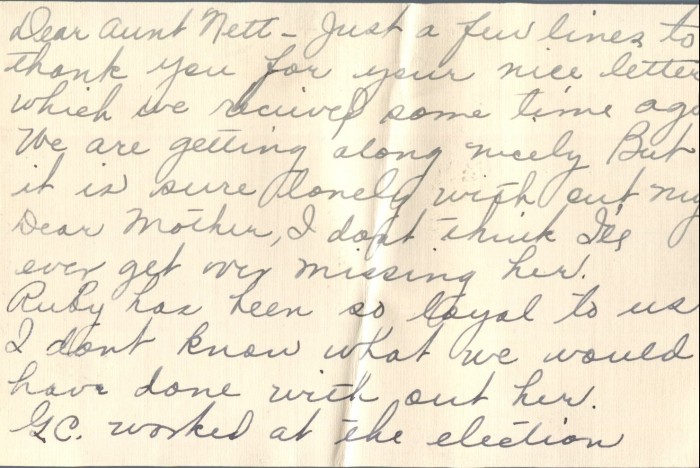 Dear Aunt Nett - Just a few lines to
thank you for your nice letter
which we recived some time ago
We are getting along nicely But
it is sure lonely with out my
Dear Mother, I dont think I'll
ever get over missing her.
Ruby has been so loyal to us
I dont know what we would
have done with out her.
G.C. worked at the election